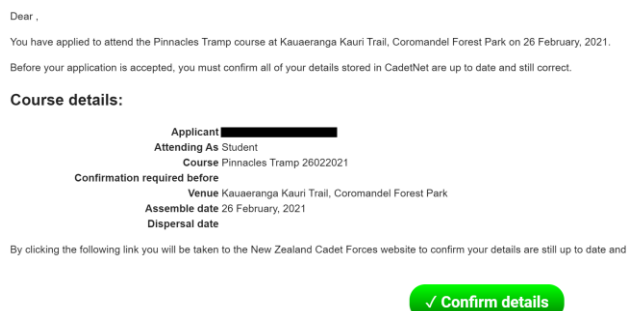 Dear ,
You have applied to attend the Pinnacles Tramp course at Kauaeranga Kauri Trail, Coromandel Forest Park on 26 February, 2021.
Before your application is accepted, you must confirm all of your details stored in CadetNet are up to date and still correct.
Course details:
Applicant
Attending As Student
Course Pinnacles Tramp 26022021
Confirmation required before
Venue Kauaeranga Kauri Trail, Coromandel Forest Park
Assemble date 26 February, 2021
Dispersal date
By clicking the following link you will be taken to the New Zealand Cadet Forces website to confirm your details are still up to date and
✓ Confirm details